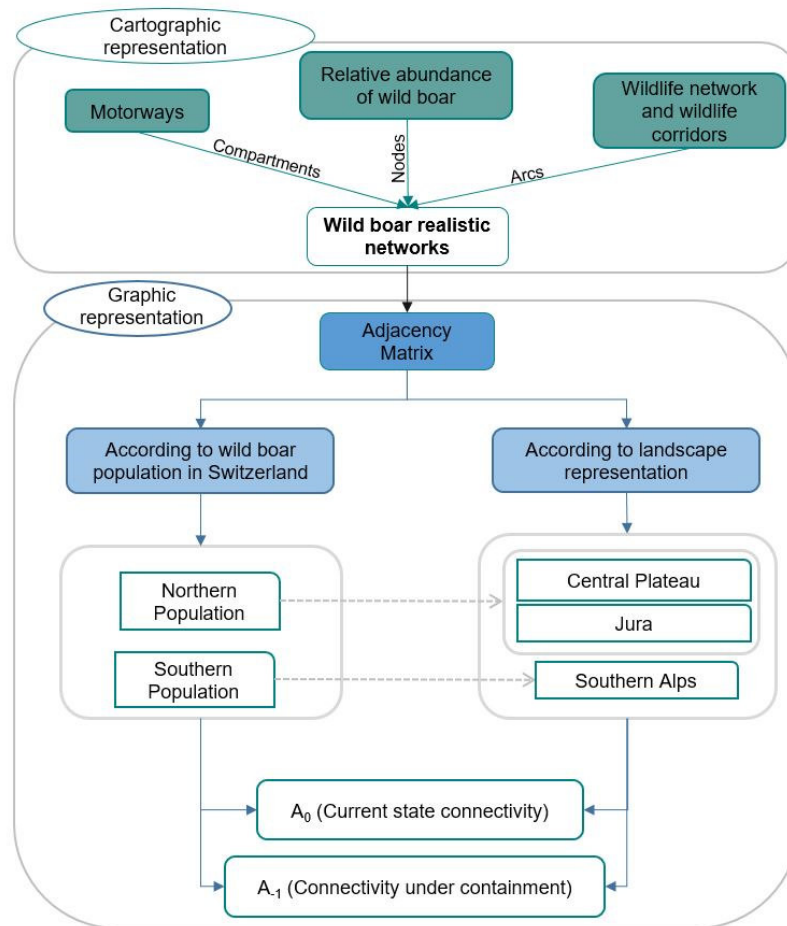 Cartographic
representation
Motorways
Relative abundance
of wild boar
Wildlife network
and wildlife
corridors
Compartments
Nodes
Arcs
Wild boar realistic
networks
Graphic
representation
Adjacency
Matrix
According to wild boar
population in Switzerland
According to landscape
representation
Northern
Population
Southern
Population
Central Plateau
Jura
Southern Alps
A₀ (Current state connectivity)
A₋₁ (Connectivity under containment)